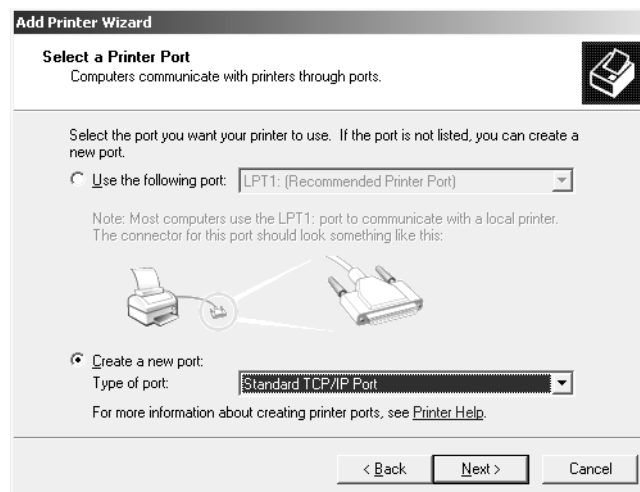 Add Printer Wizard
Select a Printer Port
Computers communicate with printers through ports.
Select the port you want your printer to use. If the port is not listed, you can create a
new port.
Use the following port: LPT1: (Recommended Printer Port)
Note: Most computers use the LPT1: port to communicate with a local printer.
The connector for this port should look something like this:
Create a new port:
Type of port: Standard TCP/IP Port
For more information about creating printer ports, see Printer Help.
< Back Next > Cancel